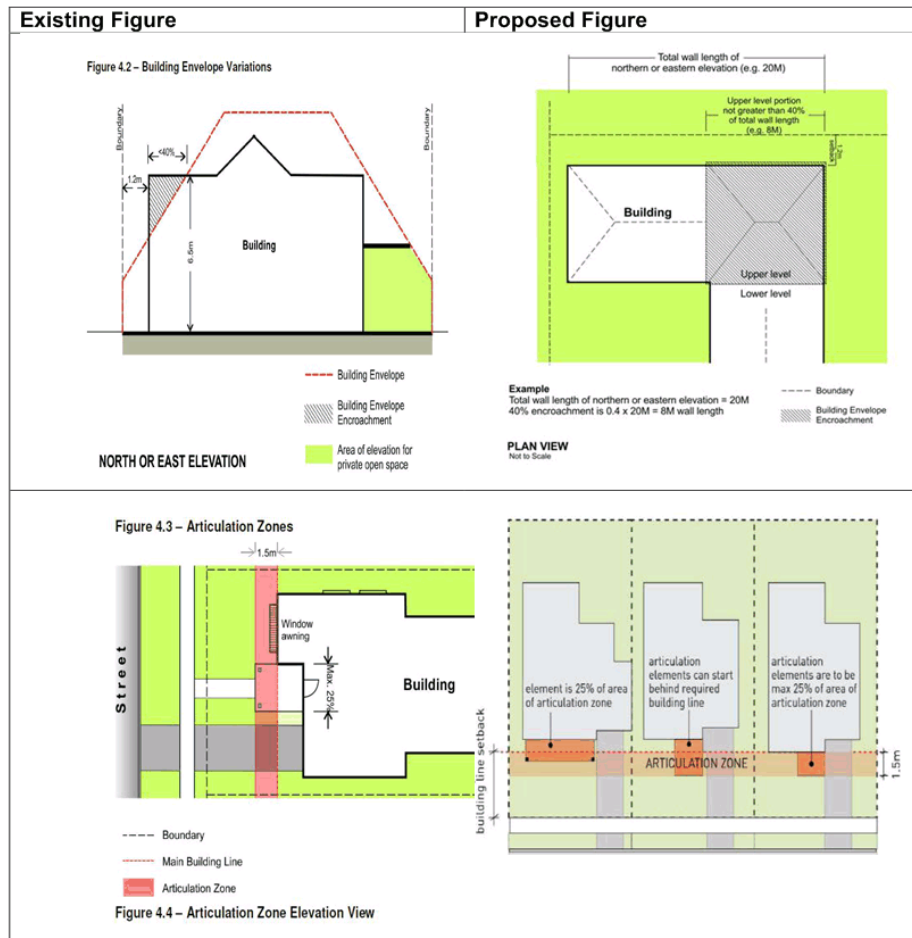 Existing Figure
Proposed Figure
Figure 4.2 – Building Envelope Variations
Boundary
Boundary
<40%
1.2m
6.5m
Building
Building Envelope
Building Envelope
Encroachment
Area of elevation for
private open space
NORTH OR EAST ELEVATION
Total wall length of
northern or eastern elevation (e.g. 20M)
Upper level portion
not greater than 40%
of total wall length
(e.g. 8M)
1.2m
setback
Building
Upper level
Lower level
Example
Total wall length of northern or eastern elevation = 20M
40% encroachment is 0.4 x 20M = 8M wall length
Boundary
Building Envelope
Encroachment
PLAN VIEW
Not to Scale
Figure 4.3 – Articulation Zones
1.5m
Street
Window
awning
Max. 25%
Building
Boundary
Main Building Line
Articulation Zone
Figure 4.4 – Articulation Zone Elevation View
element is 25% of area
of articulation zone
articulation
elements can start
behind required
building line
articulation
elements are to be
max 25% of area of
articulation zone
ARTICULATION ZONE
building line setback
1.5m